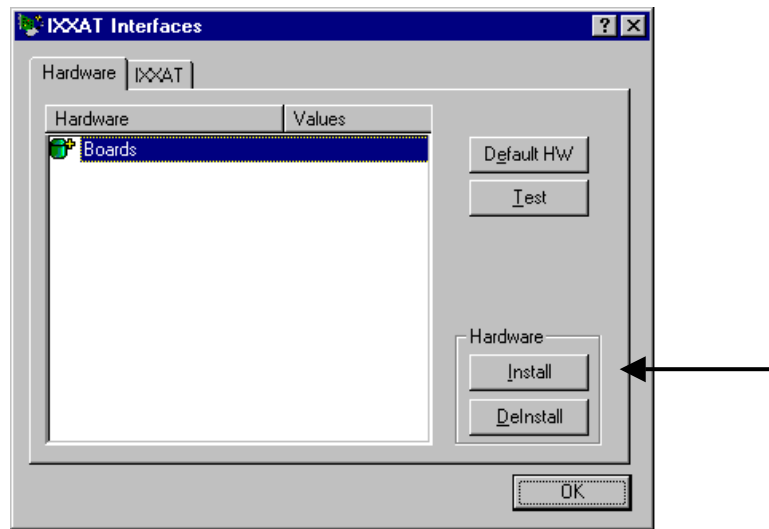 IXXAT Interfaces
Hardware IXXAT
Hardware Values
Boards
Default HW
Test
Hardware
Install
DeInstall
OK